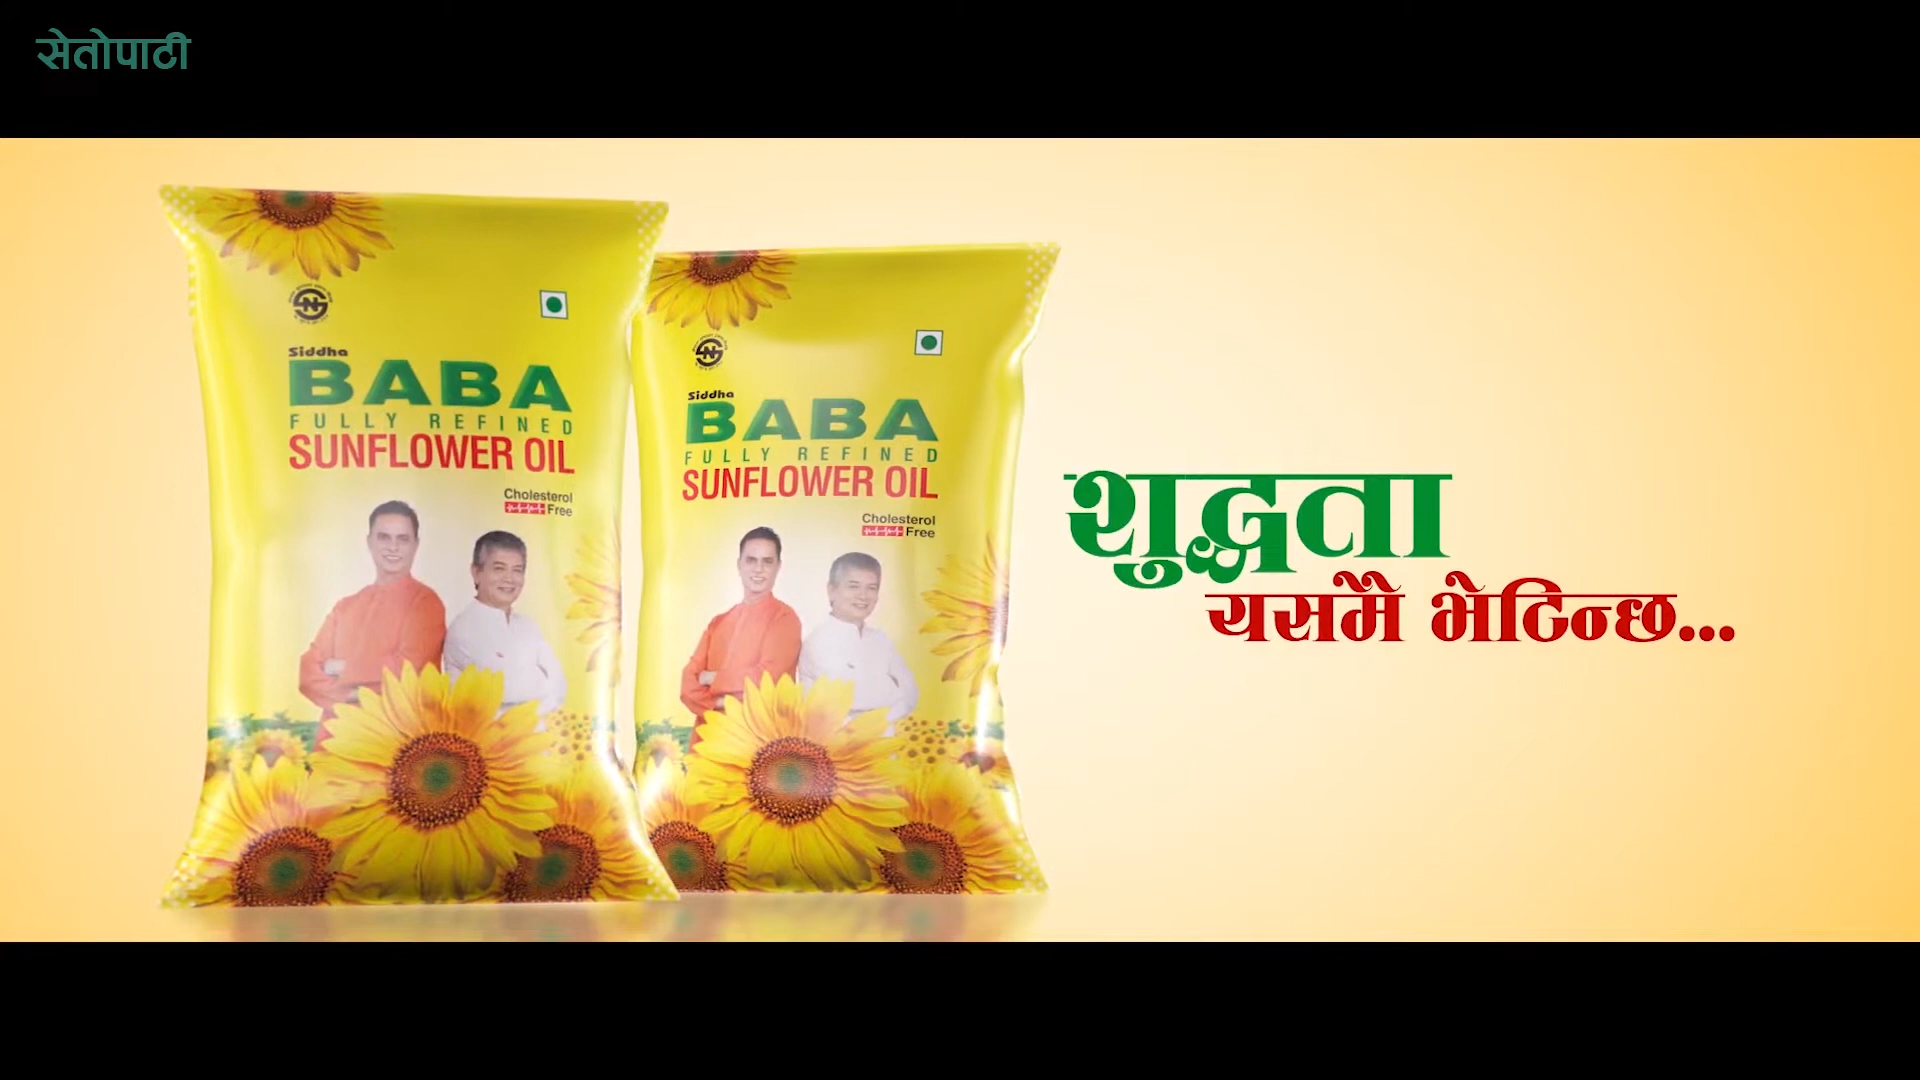 सेतोपाटी
Siddha
BABA
FULLY REFINED
SUNFLOWER OIL
Cholesterol
Free
Siddha
BABA
FULLY REFINED
SUNFLOWER OIL
Cholesterol
Free
शुद्धता
यसमै भेटिन्छ...